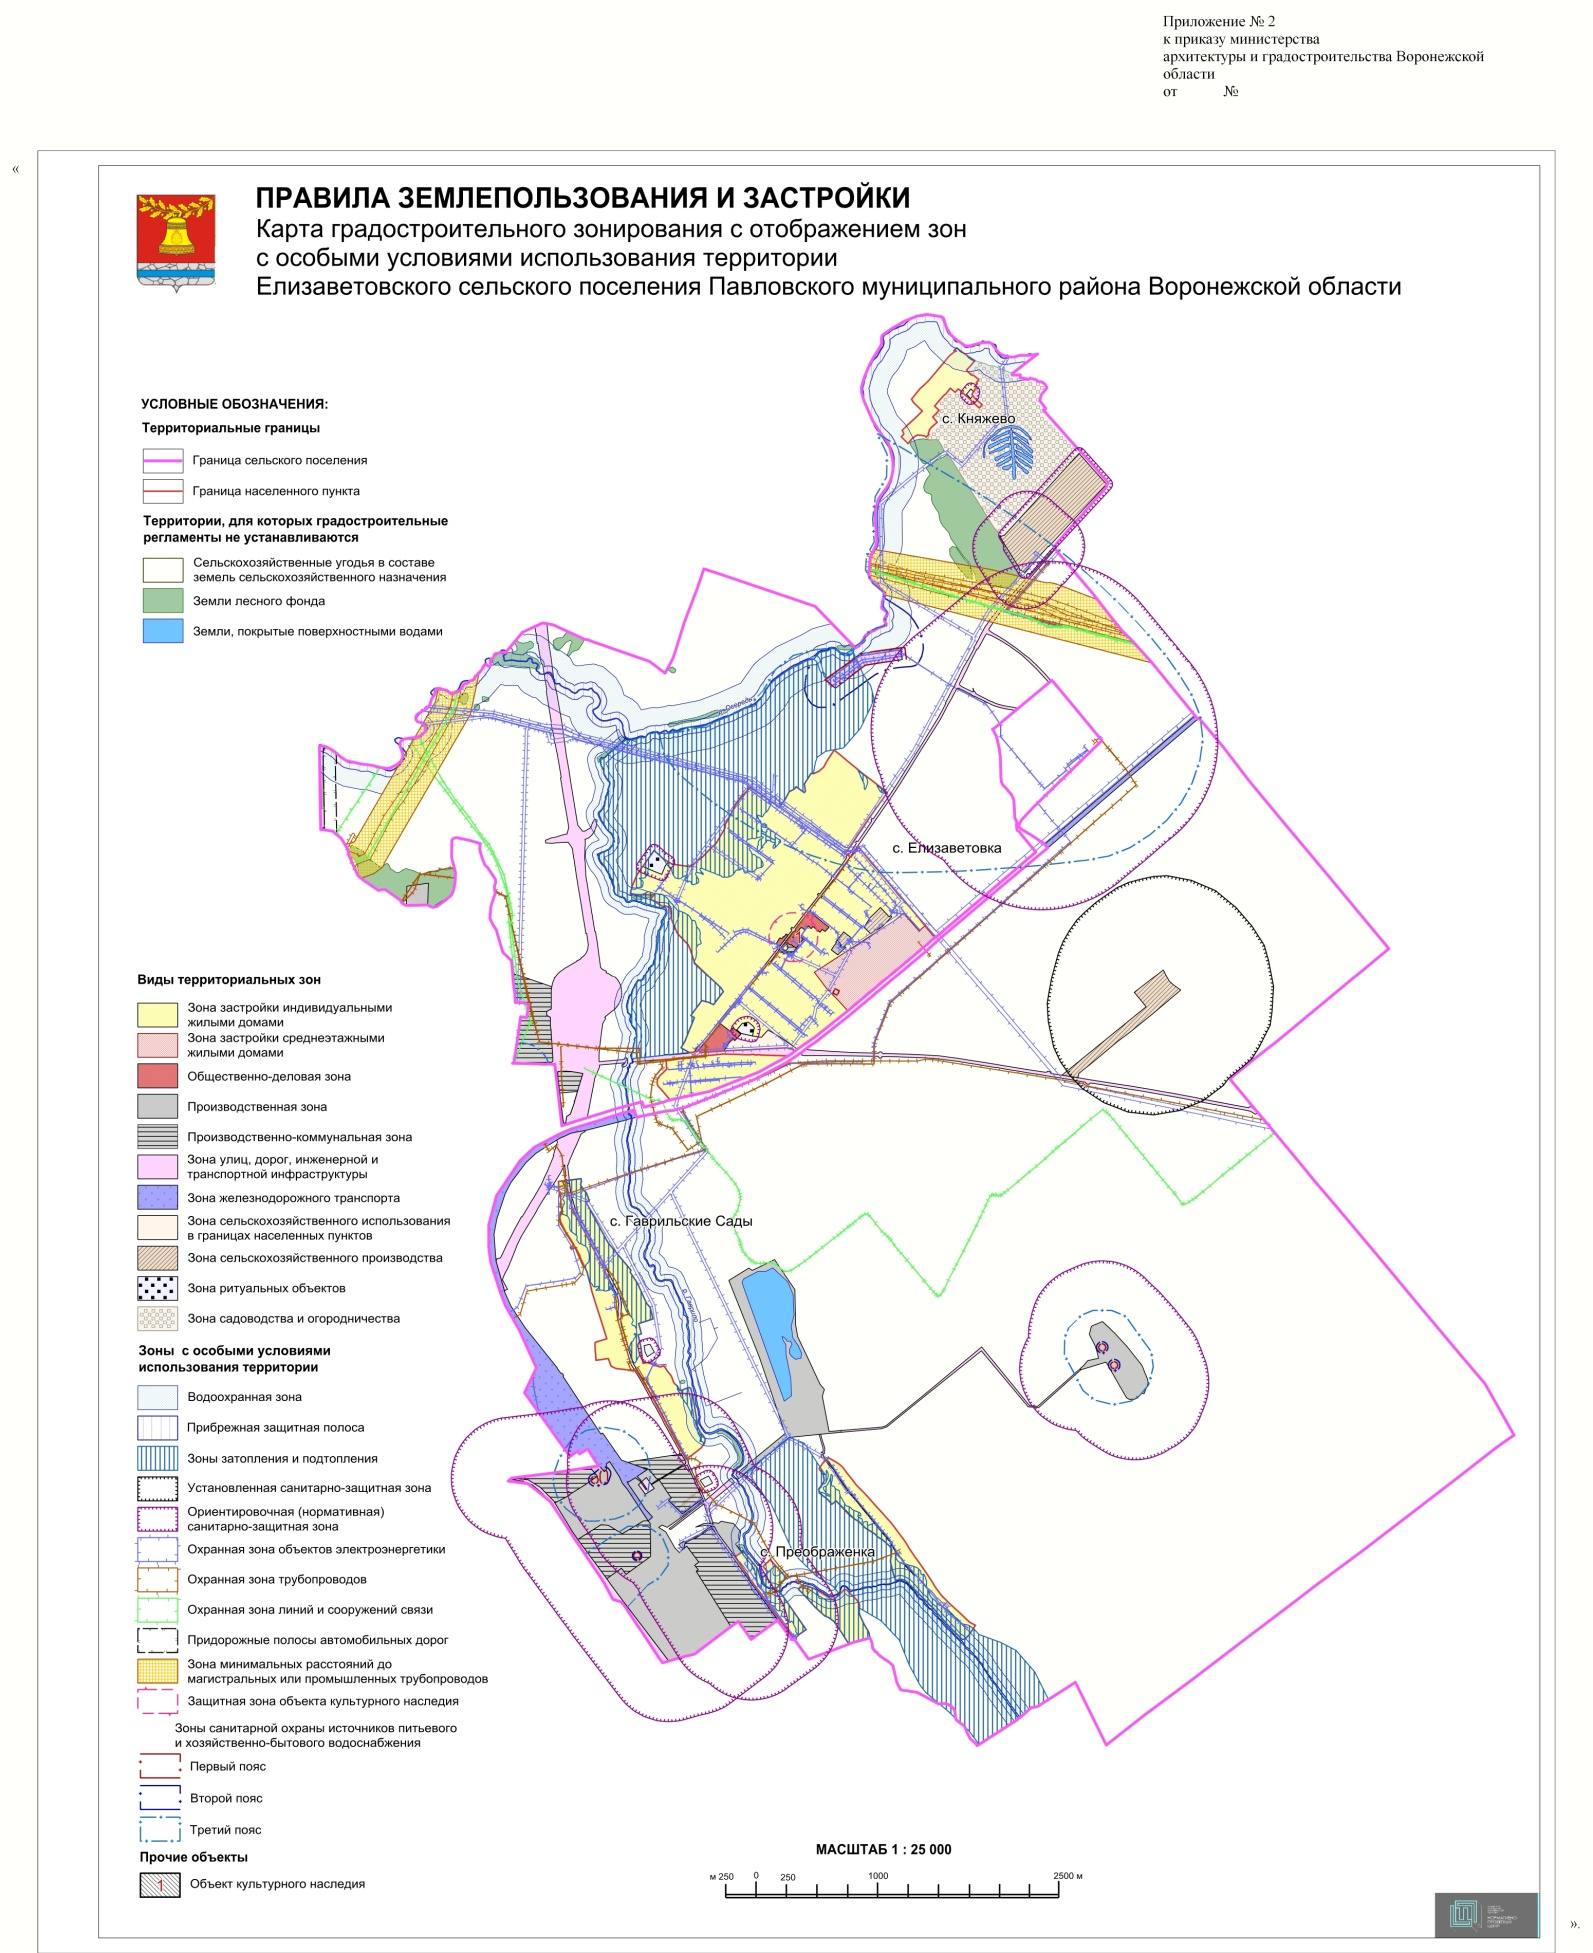 Приложение № 2
к приказу министерства
архитектуры и градостроительства Воронежской
области
от №
«
ПРАВИЛА ЗЕМЛЕПОЛЬЗОВАНИЯ И ЗАСТРОЙКИ
Карта градостроительного зонирования с отображением зон
с особыми условиями использования территории
Елизаветовского сельского поселения Павловского муниципального района Воронежской области
УСЛОВНЫЕ ОБОЗНАЧЕНИЯ:
Территориальные границы
Граница сельского поселения
Граница населенного пункта
Территории, для которых градостроительные
регламенты не устанавливаются
Сельскохозяйственные угодья в составе
земель сельскохозяйственного назначения
Земли лесного фонда
Земли, покрытые поверхностными водами
Виды территориальных зон
Зона застройки индивидуальными
жилыми домами
Зона застройки среднеэтажными
жилыми домами
Общественно-деловая зона
Производственная зона
Производственно-коммунальная зона
Зона улиц, дорог, инженерной и
транспортной инфраструктуры
Зона железнодорожного транспорта
Зона сельскохозяйственного использования
в границах населенных пунктов
Зона сельскохозяйственного производства
Зона ритуальных объектов
Зона садоводства и огородничества
Зоны с особыми условиями
использования территории
Водоохранная зона
Прибрежная защитная полоса
Зоны затопления и подтопления
Установленная санитарно-защитная зона
Ориентировочная (нормативная)
санитарно-защитная зона
Охранная зона объектов электроэнергетики
Охранная зона трубопроводов
Охранная зона линий и сооружений связи
Придорожные полосы автомобильных дорог
Зона минимальных расстояний до
магистральных или промышленных трубопроводов
Защитная зона объекта культурного наследия
Зоны санитарной охраны источников питьевого
и хозяйственно-бытового водоснабжения
Первый пояс
Второй пояс
Третий пояс
Прочие объекты
1
Объект культурного наследия
с. Княжево
с. Елизаветовка
с. Гаврильские Сады
с. Преображенка
МАСШТАБ 1 : 25 000
м 250 0 250 1000 2500 м
».